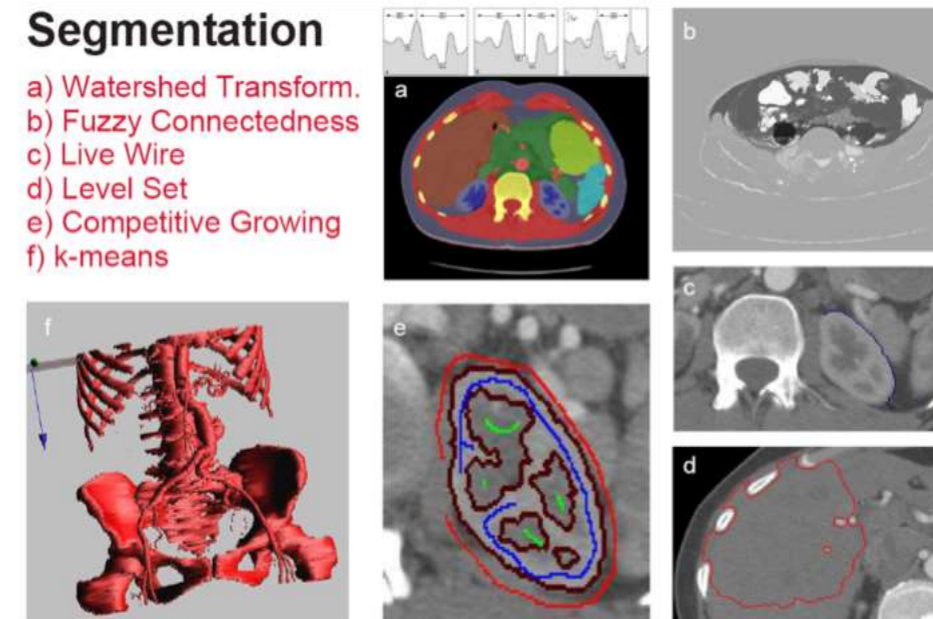 Segmentation
a) Watershed Transform.
b) Fuzzy Connectedness
c) Live Wire
d) Level Set
e) Competitive Growing
f) k-means
a
b
c
d
e
f